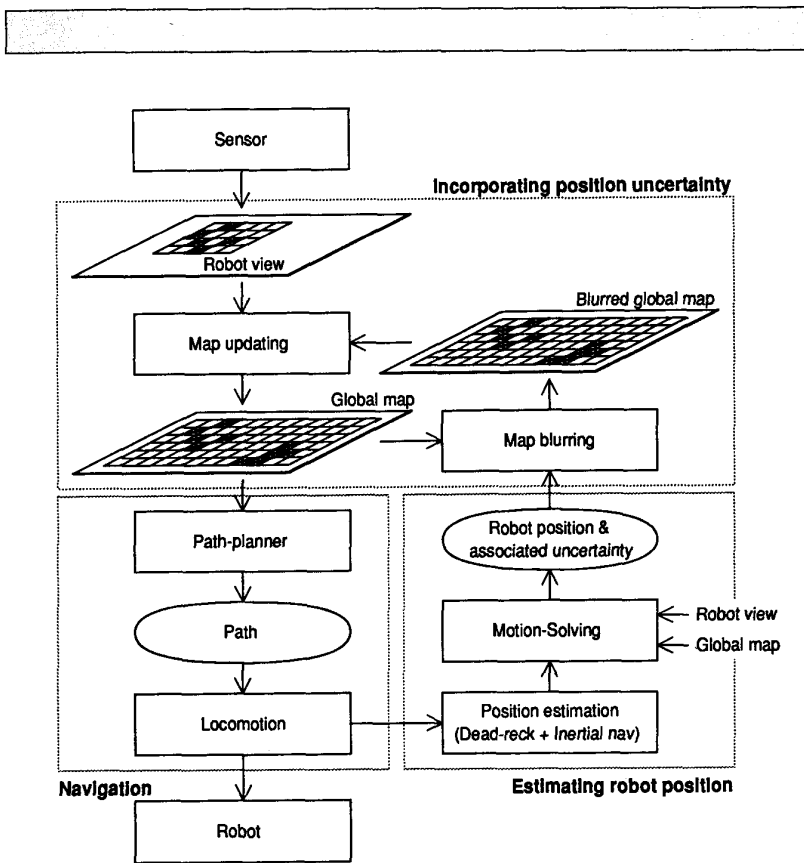 Sensor
Incorporating position uncertainty
Robot view
Blurred global map
Map updating
Global map
Map blurring
Path-planner
Robot position &
associated uncertainty
Path
Motion-Solving
Robot view
Global map
Locomotion
Position estimation
(Dead-reck + Inertial nav)
Navigation
Estimating robot position
Robot